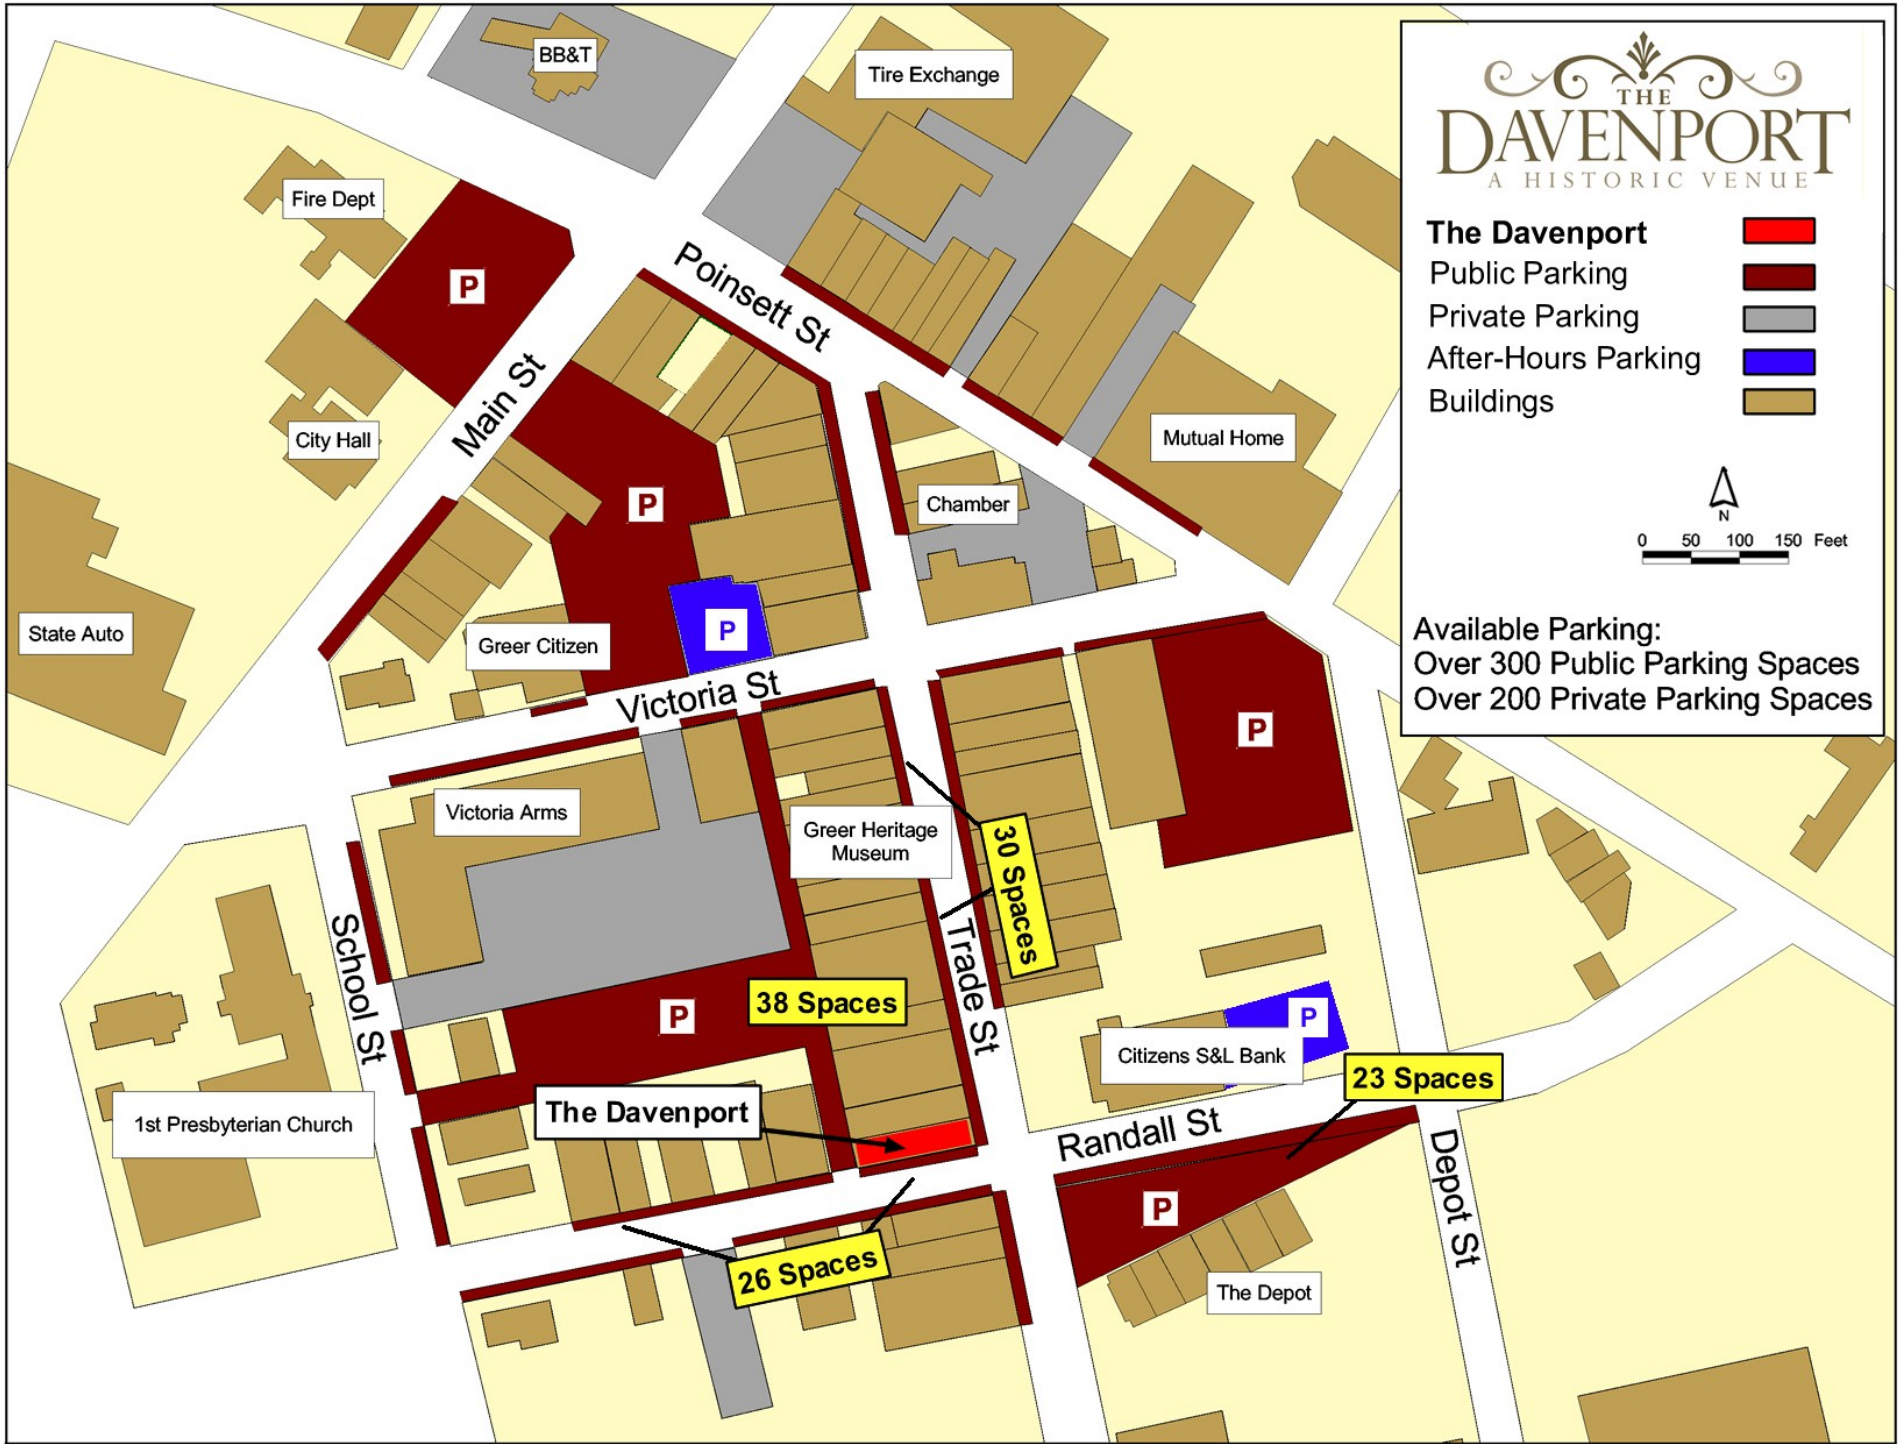 BB&T
Tire Exchange
THE
DAVENPORT
A HISTORIC VENUE
Fire Dept
P
Poinsett St
The Davenport
Public Parking
Private Parking
After-Hours Parking
Buildings
Main St
City Hall
Mutual Home
P
Chamber
N
0 50 100 150 Feet
State Auto
Greer Citizen
P
Available Parking:
Over 300 Public Parking Spaces
Over 200 Private Parking Spaces
Victoria St
P
Victoria Arms
Greer Heritage
Museum
30 Spaces
School St
Trade St
38 Spaces
P
P
Citizens S&L Bank
23 Spaces
The Davenport
1st Presbyterian Church
Randall St
Depot St
P
26 Spaces
The Depot